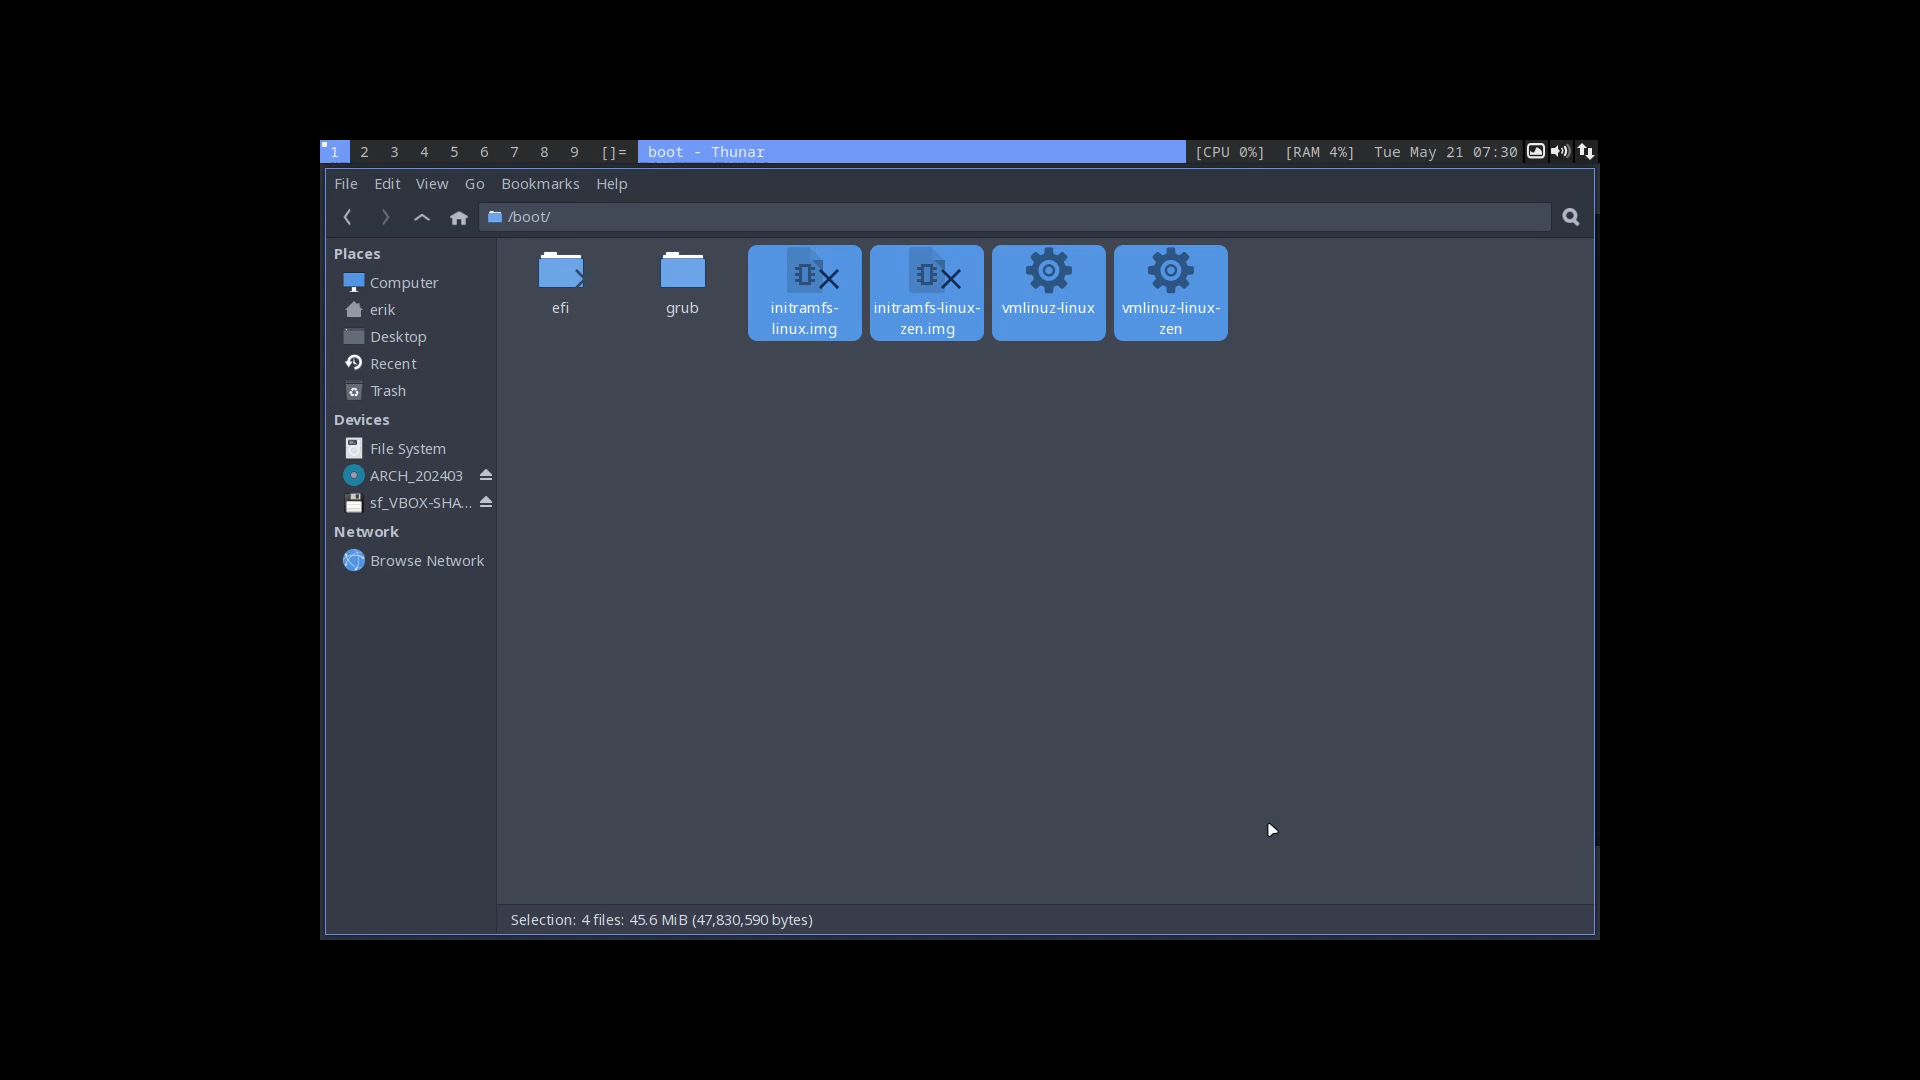 1 2 3 4 5 6 7 8 9 []= boot - Thunar [CPU 0%] [RAM 4%] Tue May 21 07:30
File Edit View Go Bookmarks Help
/boot/
Places
Computer
erik
Desktop
Recent
Trash
Devices
File System
ARCH_202403
sf_VBOX-SHA...
Network
Browse Network
efi
grub
initramfs-
linux.img
initramfs-linux-
zen.img
vmlinuz-linux
vmlinuz-linux-
zen
Selection: 4 files: 45.6 MiB (47,830,590 bytes)